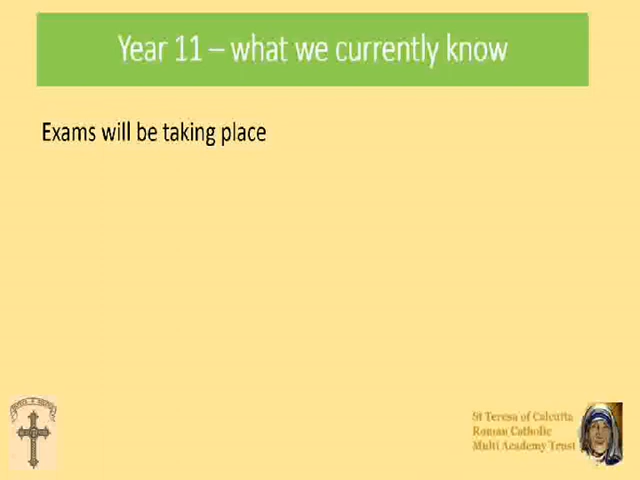 Year 11 – what we currently know
Exams will be taking place
St Teresa of Calcutta
Roman Catholic
Multi Academy Trust